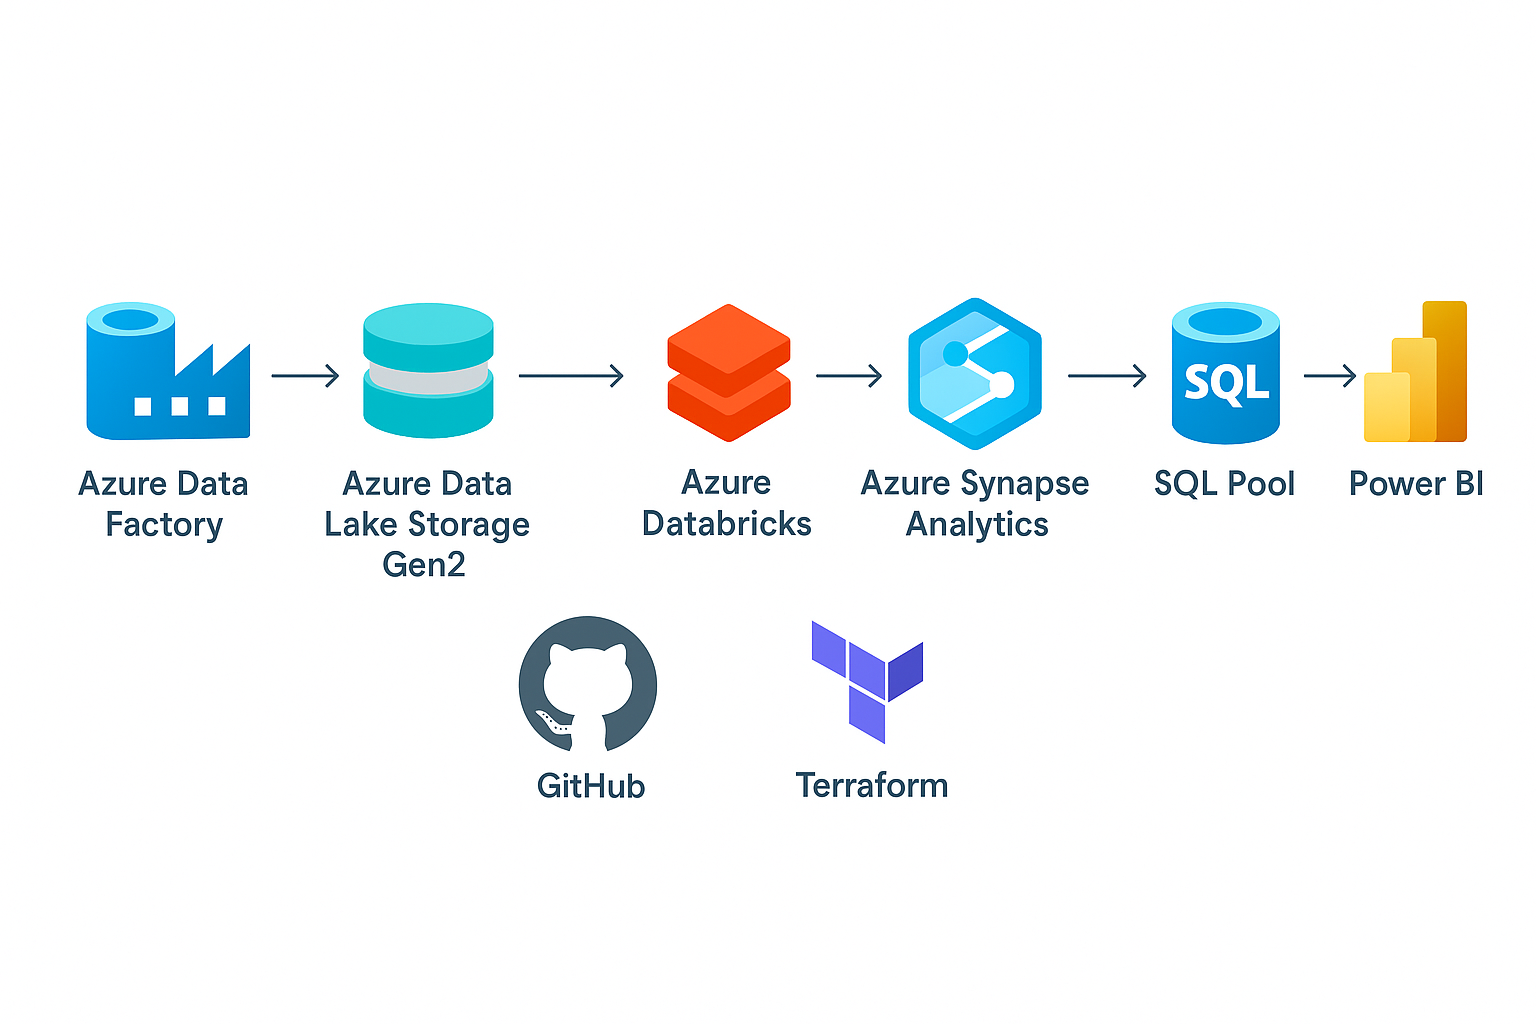 SQL
Azure Data
Factory
Azure Data
Lake Storage
Gen2
Azure
Databricks
Azure Synapse
Analytics
SQL Pool
Power BI
GitHub
Terraform